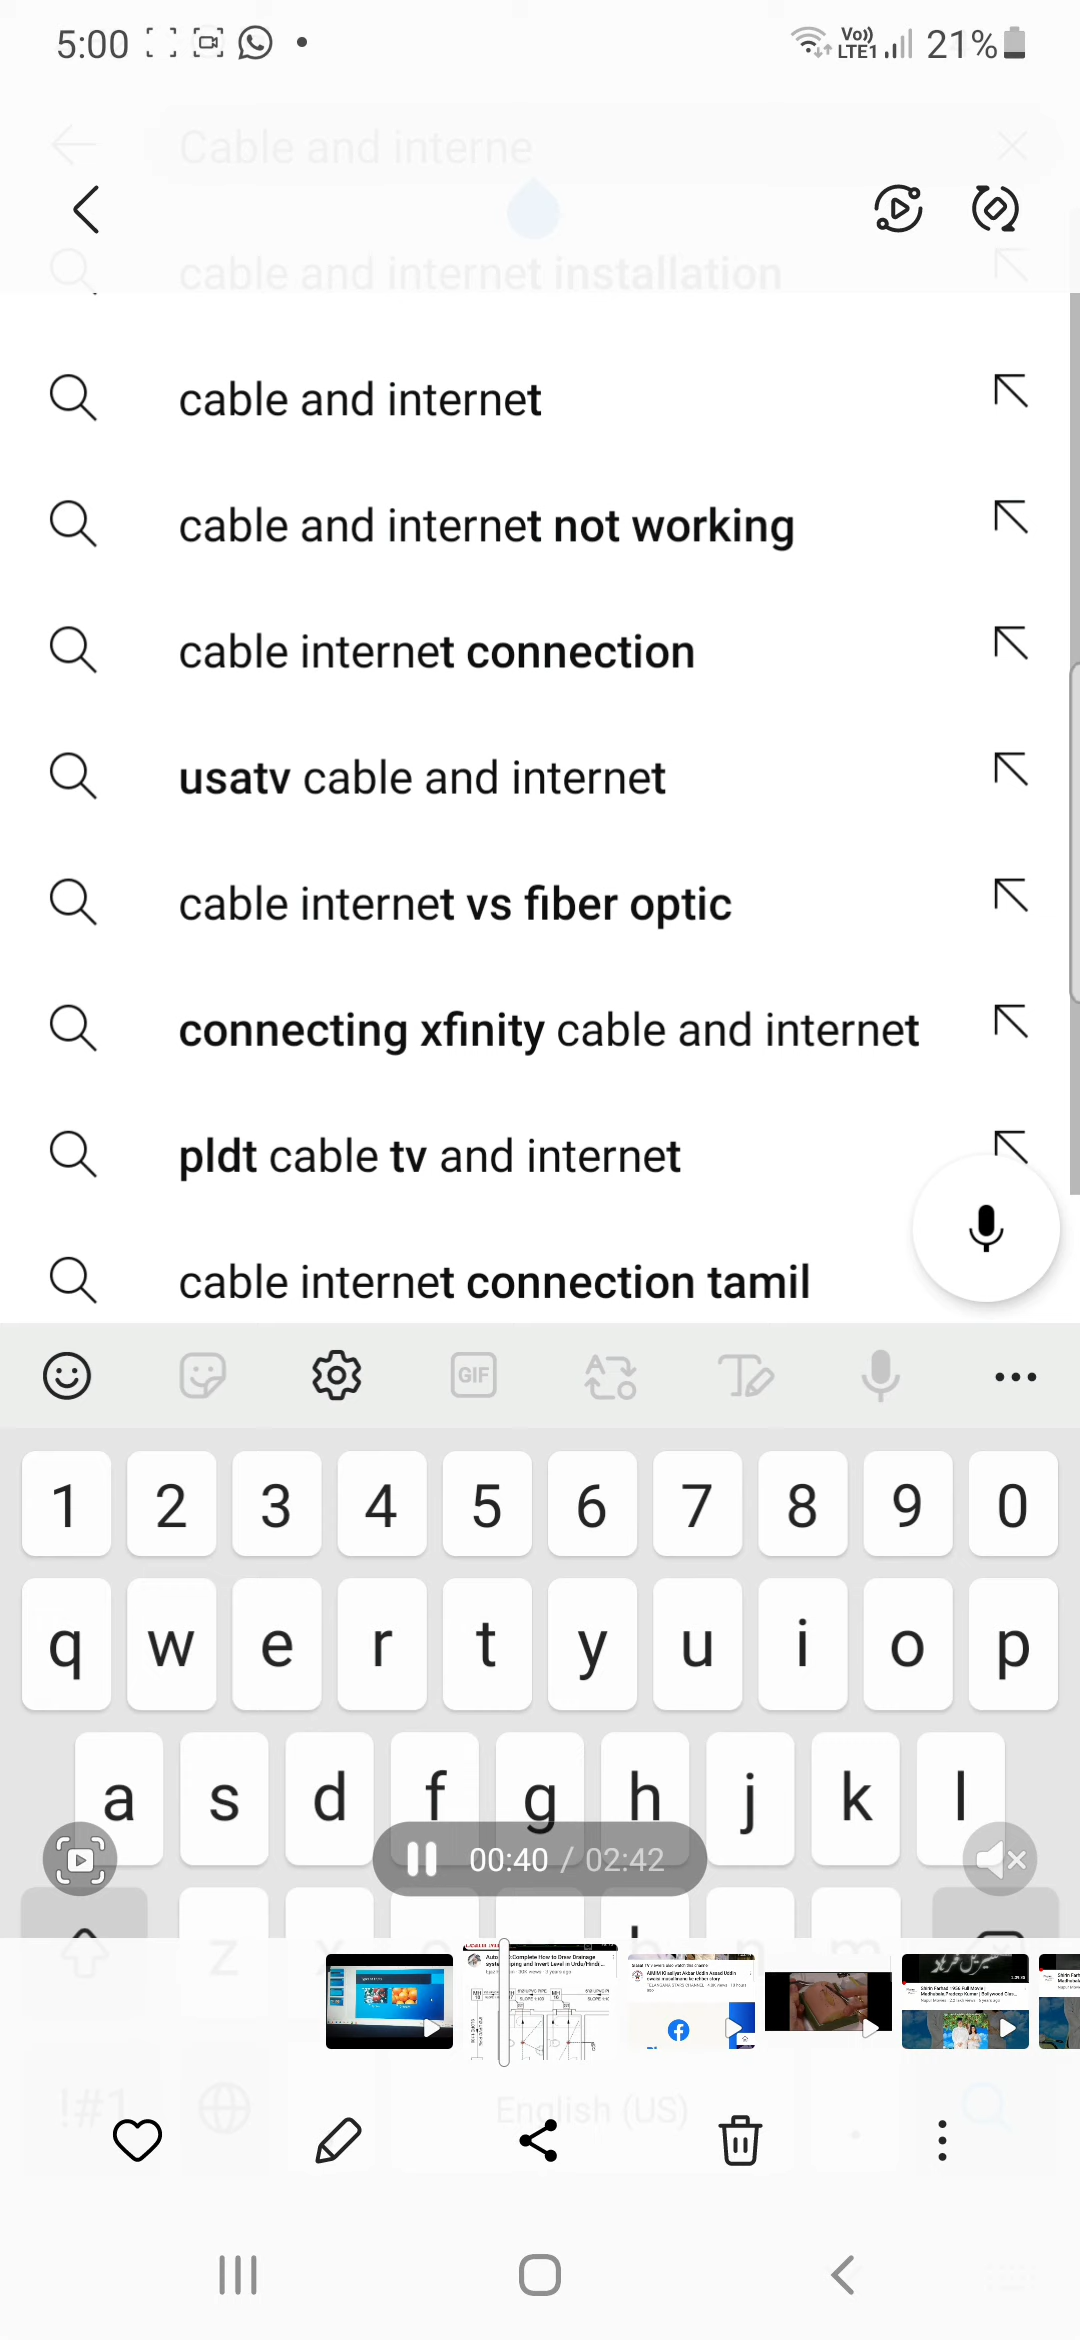 5:00 Vo)) LTE1 21%
Cable and interne
cable and internet installation
cable and internet
cable and internet not working
cable internet connection
usatv cable and internet
cable internet vs fiber optic
connecting xfinity cable and internet
pldt cable tv and internet
cable internet connection tamil
GIF
1 2 3 4 5 6 7 8 9 0
q w e r t y u i o p
a s d f g h j k l
00:40 / 02:42
z x n m
!#1 English (US)